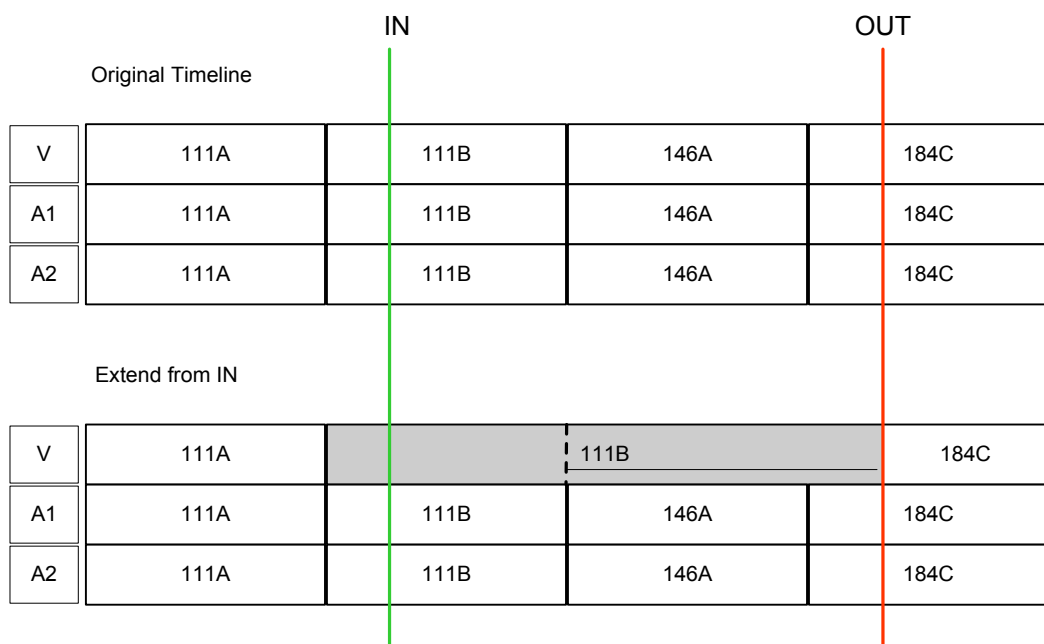 IN OUT
Original Timeline
V 111A 111B 146A 184C
A1 111A 111B 146A 184C
A2 111A 111B 146A 184C
Extend from IN
V 111A 111B 184C
A1 111A 111B 146A 184C
A2 111A 111B 146A 184C